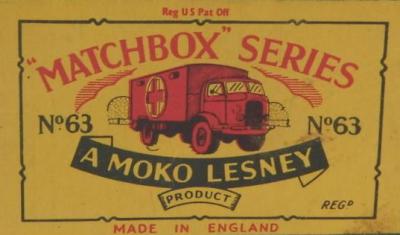 Reg US Pat Off
"MATCHBOX" SERIES
No63 No63
A MOKO LESNEY
PRODUCT
REGD
MADE IN ENGLAND